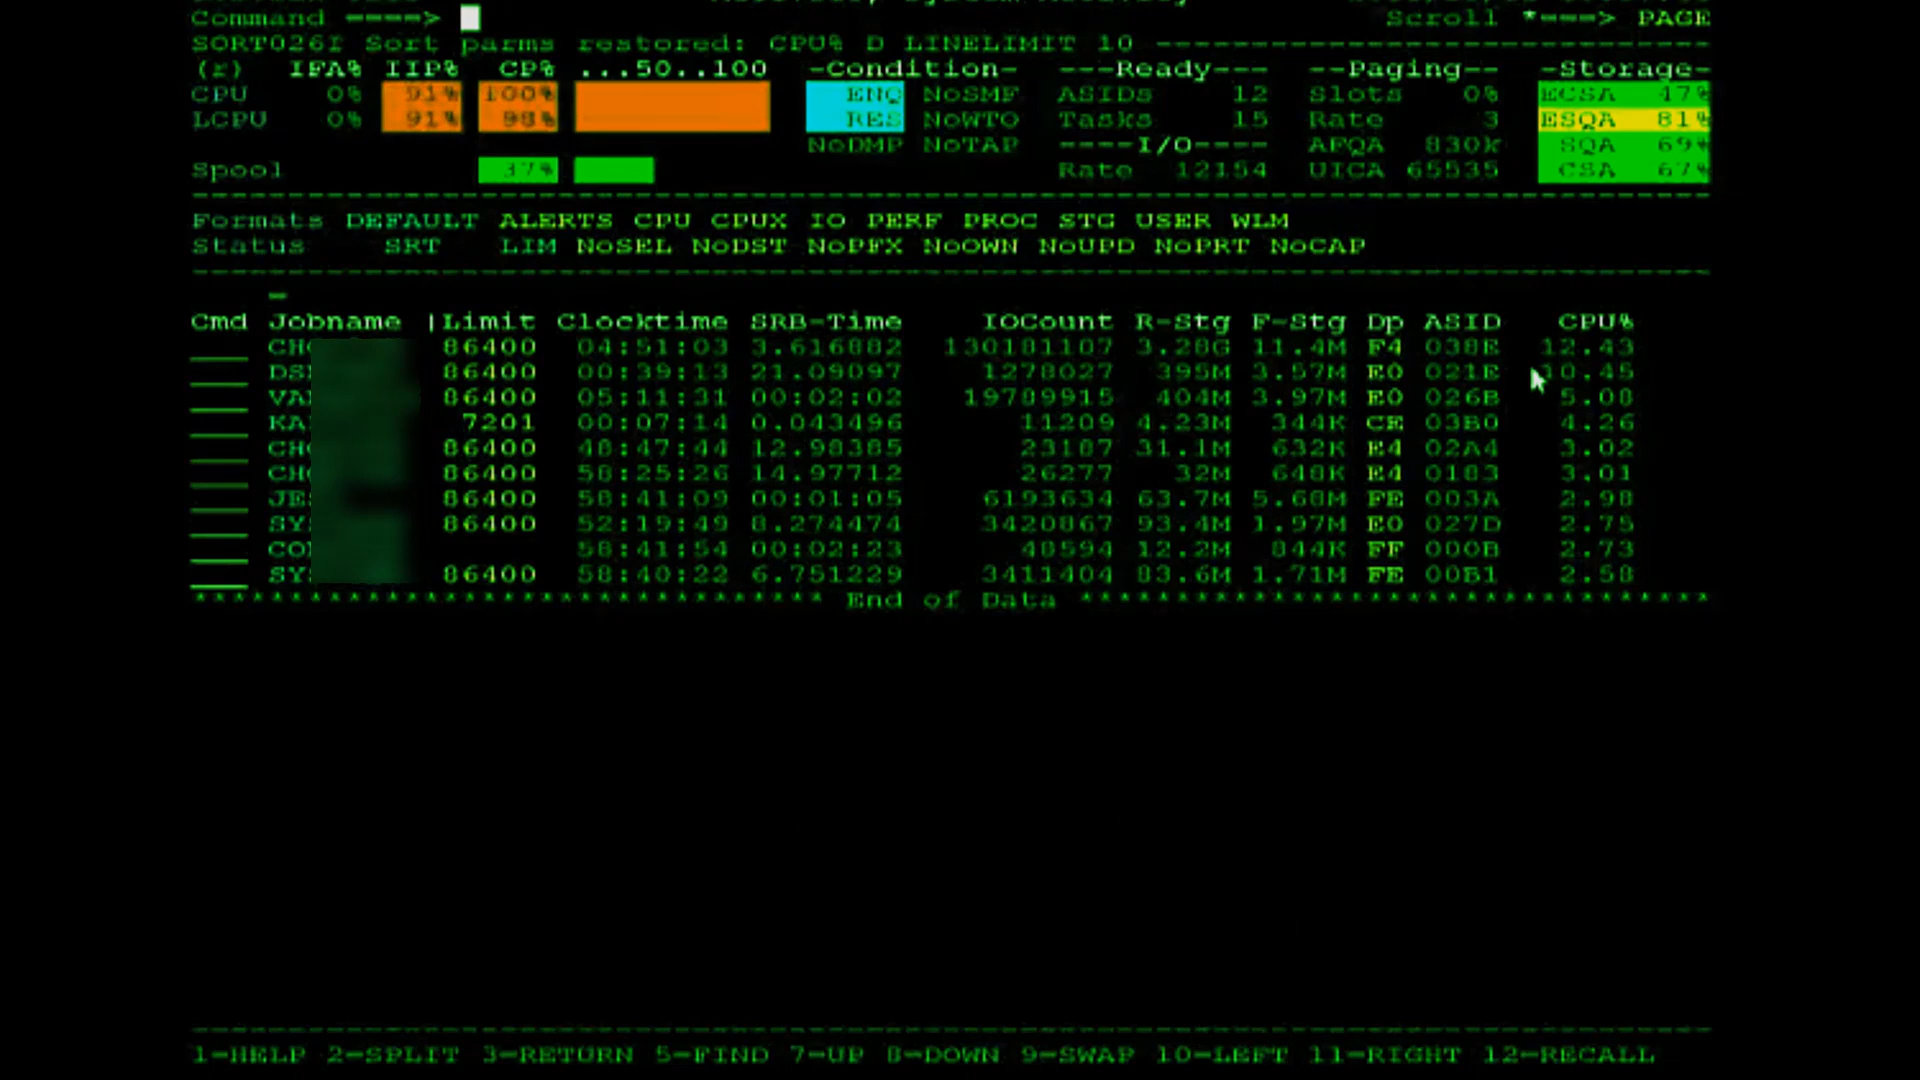 Command ====> Scroll *===> PAGE
SORT026I Sort parms restored: CPU% D LINELIMIT 10
(r) IFA% IIP% CP% ...50..100 -Condition- ---Ready--- --Paging-- -Storage-
CPU 0% 91% 100% ENQ NoSMF ASIDs 12 Slots 0% ECSA 47%
LCPU 0% 91% 98% RES NoWTO Tasks 15 Rate 3 ESQA 81%
NoDMP NoTAP ----I/O---- AFQA 830k SQA 69%
Spool 37% Rate 12154 UICA 65535 CSA 67%
Formats DEFAULT ALERTS CPU CPUX IO PERF PROC STG USER WLM
Status SRT LIM NoSEL NoDST NoPFX NoOWN NoUPD NoPRT NoCAP
Cmd Jobname |Limit Clocktime SRB-Time IOCount R-Stg F-Stg Dp ASID CPU%
86400 04:51:03 3.616882 130181107 3.28G 11.4M F4 038E 12.43
86400 00:39:13 21.09097 1278027 395M 3.57M E0 021E 10.45
86400 05:11:31 00:02:02 19789915 404M 3.97M E0 026B 5.08
7201 00:07:14 0.043496 11209 4.23M 344K CE 03B0 4.26
86400 48:47:44 12.98385 23187 31.1M 632K E4 02A4 3.02
86400 58:25:26 14.97712 26277 32M 648K E4 0183 3.01
86400 58:41:09 00:01:05 6193634 63.7M 5.68M FE 003A 2.98
86400 52:19:49 8.274474 3420867 93.4M 1.97M E0 027D 2.75
58:41:54 00:02:23 48594 12.2M 844K FF 000B 2.73
86400 58:40:22 6.751229 3411404 83.6M 1.71M FE 00B1 2.58
End of Data
1=HELP 2=SPLIT 3=RETURN 5=FIND 7=UP 8=DOWN 9=SWAP 10=LEFT 11=RIGHT 12=RECALL